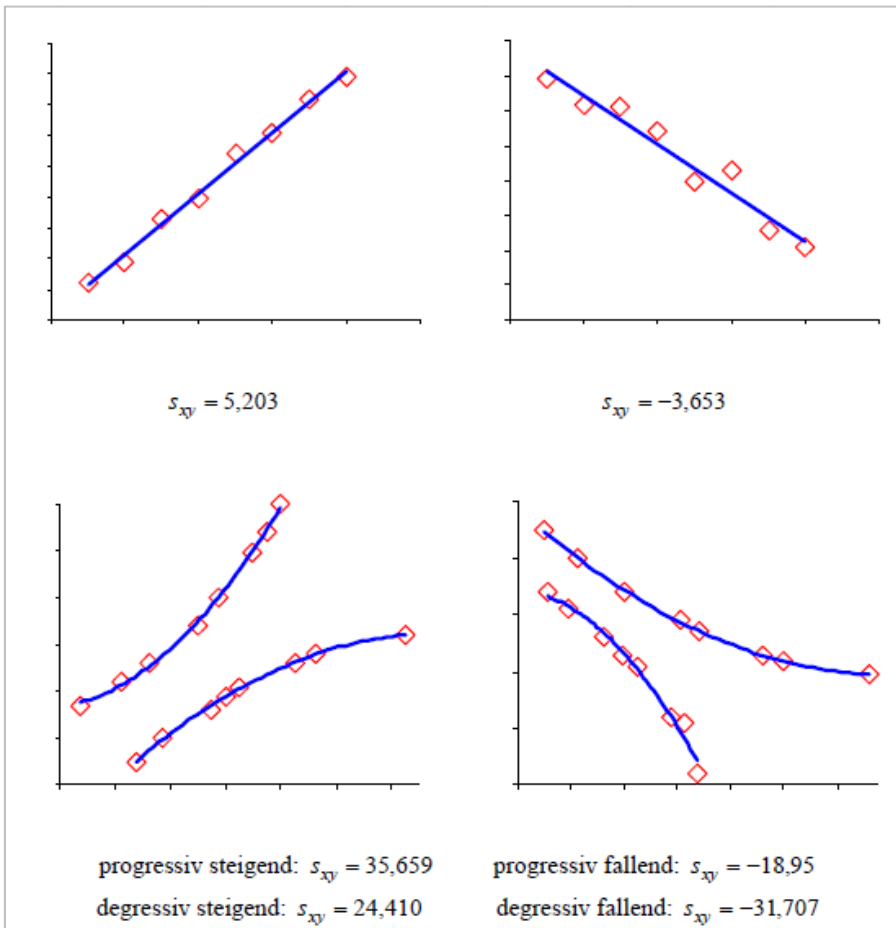 s_xy = 5,203
s_xy = −3,653
progressiv steigend: s_xy = 35,659
progressiv fallend: s_xy = −18,95
degressiv steigend: s_xy = 24,410
degressiv fallend: s_xy = −31,707